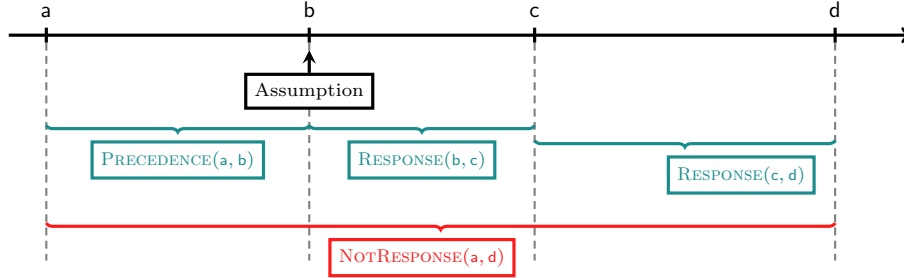 a b c d
Assumption
PRECEDENCE(a, b) RESPONSE(b, c)
RESPONSE(c, d)
NOTRESPONSE(a, d)